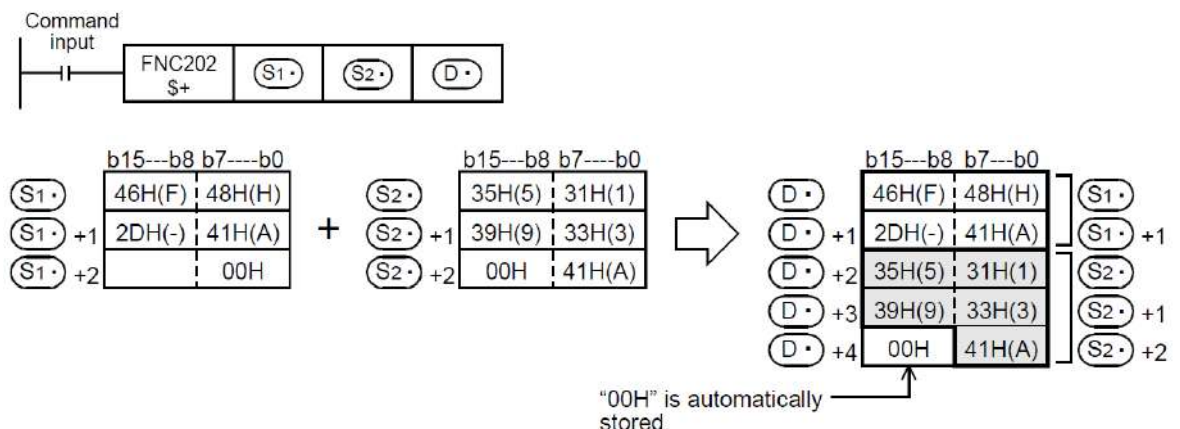 Command
input
FNC202
$+
S1·
S2·
D·
b15---b8 b7----b0
S1· 46H(F) 48H(H)
S1· +1 2DH(-) 41H(A)
S1· +2 00H
+
b15---b8 b7----b0
S2· 35H(5) 31H(1)
S2· +1 39H(9) 33H(3)
S2· +2 00H 41H(A)
b15---b8 b7---b0
D· 46H(F) 48H(H) S1·
D· +1 2DH(-) 41H(A) S1· +1
D· +2 35H(5) 31H(1) S2·
D· +3 39H(9) 33H(3) S2· +1
D· +4 00H 41H(A) S2· +2
“00H” is automatically
stored